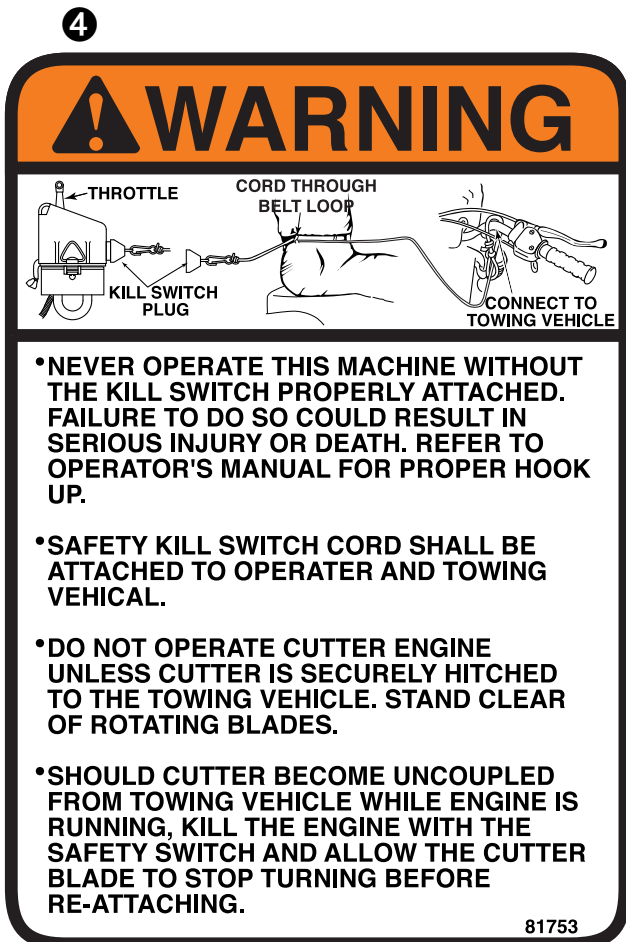 4
WARNING
THROTTLE
CORD THROUGH
BELT LOOP
KILL SWITCH
PLUG
CONNECT TO
TOWING VEHICLE
•NEVER OPERATE THIS MACHINE WITHOUT
THE KILL SWITCH PROPERLY ATTACHED.
FAILURE TO DO SO COULD RESULT IN
SERIOUS INJURY OR DEATH. REFER TO
OPERATOR'S MANUAL FOR PROPER HOOK
UP.
•SAFETY KILL SWITCH CORD SHALL BE
ATTACHED TO OPERATER AND TOWING
VEHICAL.
•DO NOT OPERATE CUTTER ENGINE
UNLESS CUTTER IS SECURELY HITCHED
TO THE TOWING VEHICLE. STAND CLEAR
OF ROTATING BLADES.
•SHOULD CUTTER BECOME UNCOUPLED
FROM TOWING VEHICLE WHILE ENGINE IS
RUNNING, KILL THE ENGINE WITH THE
SAFETY SWITCH AND ALLOW THE CUTTER
BLADE TO STOP TURNING BEFORE
RE-ATTACHING.
81753